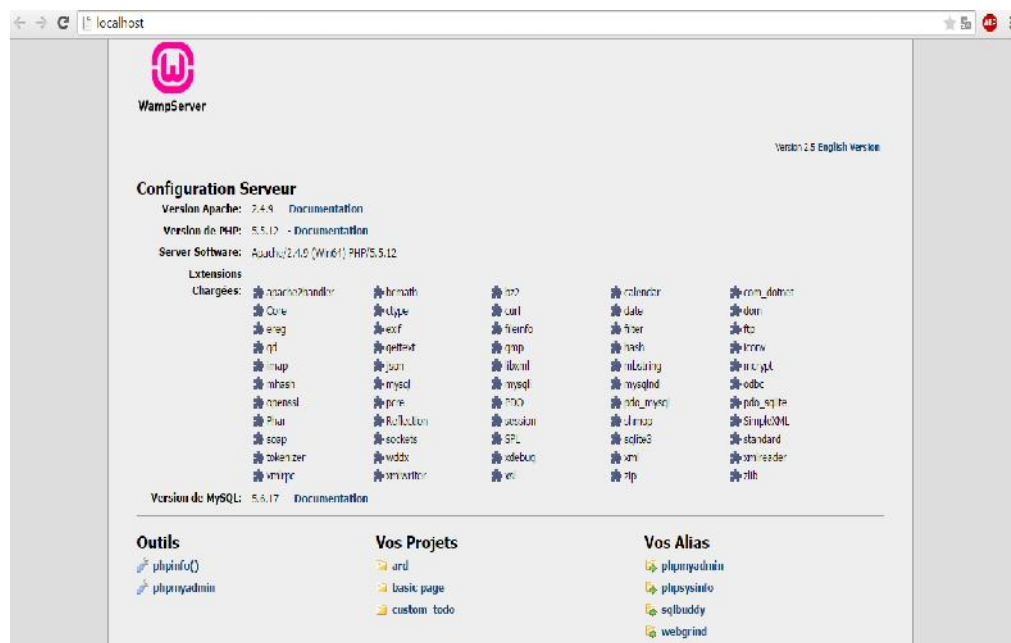 localhost
WampServer
Version 2.5 English Version
Configuration Serveur
Version Apache: 2.4.9 Documentation
Version de PHP: 5.5.12 - Documentation
Server Software: Apache/2.4.9 (Win64) PHP/5.5.12
Extensions
Chargées: apache2handler bcmath bz2 calendar com_dotnet
Core ctype curl date dom
ereg exif fileinfo filter ftp
gd gettext gmp hash iconv
imap json libxml mbstring mcrypt
mhash mysql mysqli mysqlnd odbc
openssl pcre PDO pdo_mysql pdo_sqlite
Phar Reflection session shmop SimpleXML
soap sockets SPL sqlite3 standard
tokenizer wddx xdebug xml xmlreader
xmlrpc xmlwriter xsl zip zlib
Version de MySQL: 5.6.17 Documentation
Outils Vos Projets Vos Alias
phpinfo() ard phpmyadmin
phpmyadmin basic page phpsysinfo
custom todo sqlbuddy
webgrind